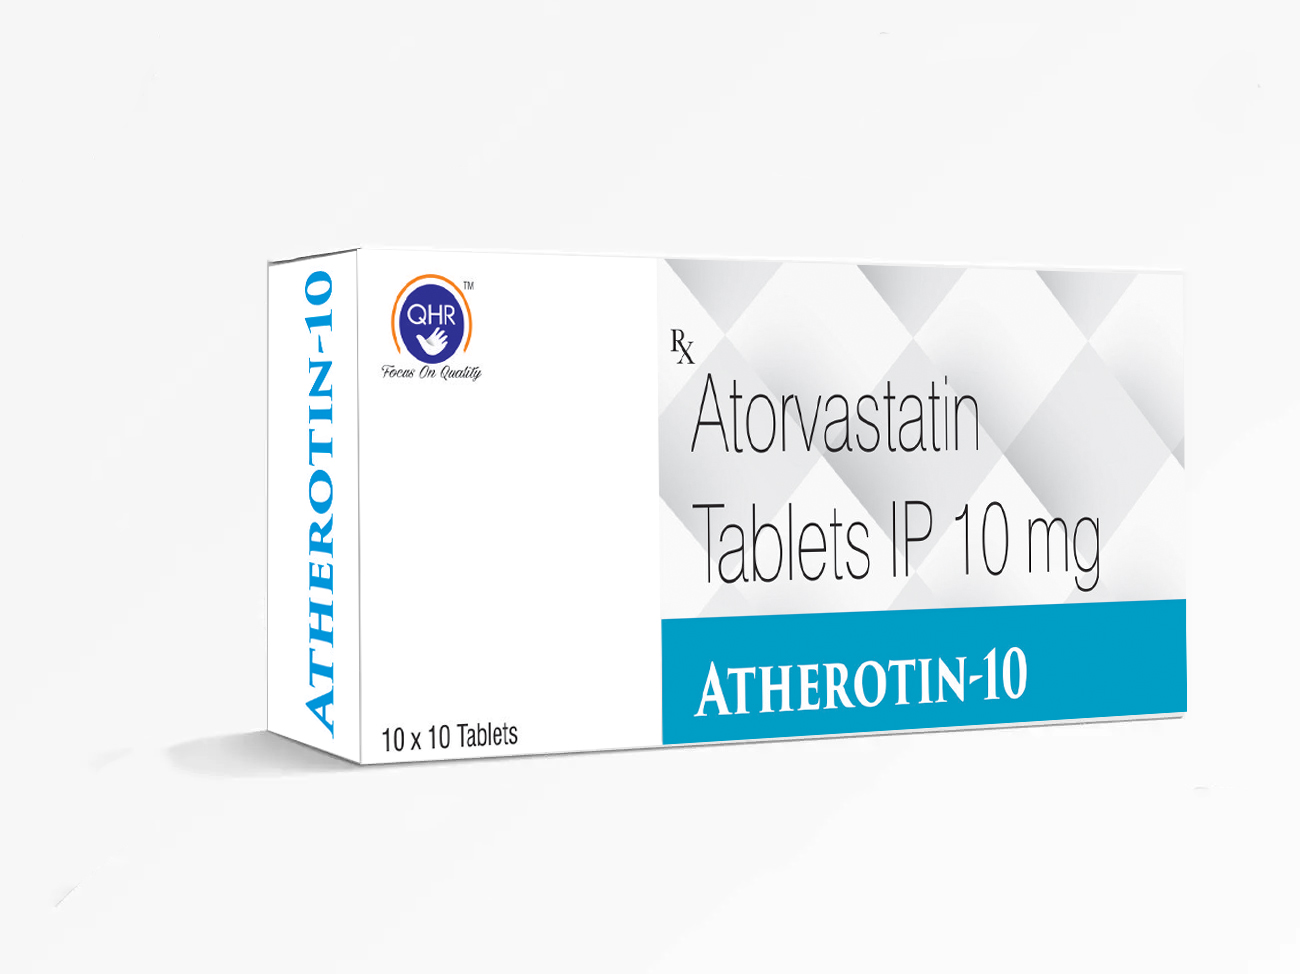 ATHEROTIN-10
QHR
TM
Focus On Quality
Rx
Atorvastatin
Tablets IP 10 mg
ATHEROTIN-10
10 x 10 Tablets